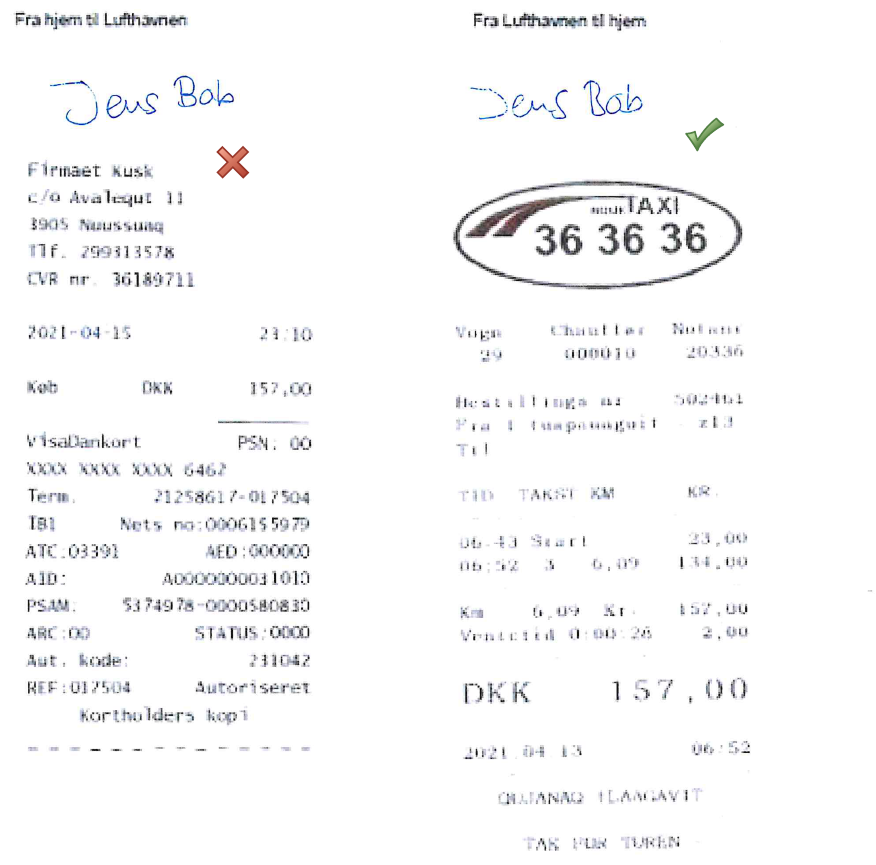 Fra hjem til Lufthavnen
Jens Bob
Firmaet Kusk
c/o Avalequt 11
3905 Nuussuaq
Tlf. 299313578
CVR nr. 36189711
2021-04-15 23:10
Køb DKK 157,00
VisaDankort PSN: 00
XXXX XXXX XXXX 6462
Term. 21258617-017504
IB1 Nets no:0006155979
ATC:03391 AED:000000
AID: A0000000031010
PSAM: 5374978-0000580830
ARC:00 STATUS:0000
Aut. kode: 231042
REF:017504 Autoriseret
Kortholders kopi
Fra Lufthavnen til hjem
Jens Bob
NUUK TAXI
36 36 36
Vogn Chauffør
29 000010 20336
Bestillings nr 502461
Fra
Til
TID TAKST KM KR.
06:43 Start 23,00
06:52 3 6,09 134,00
Km 6,09 Kr. 157,00
Ventetid 0:00:26 2,00
DKK 157,00
2021.04.13 06:52
QUJANAQ ILAAGAVIT
TAK FOR TUREN